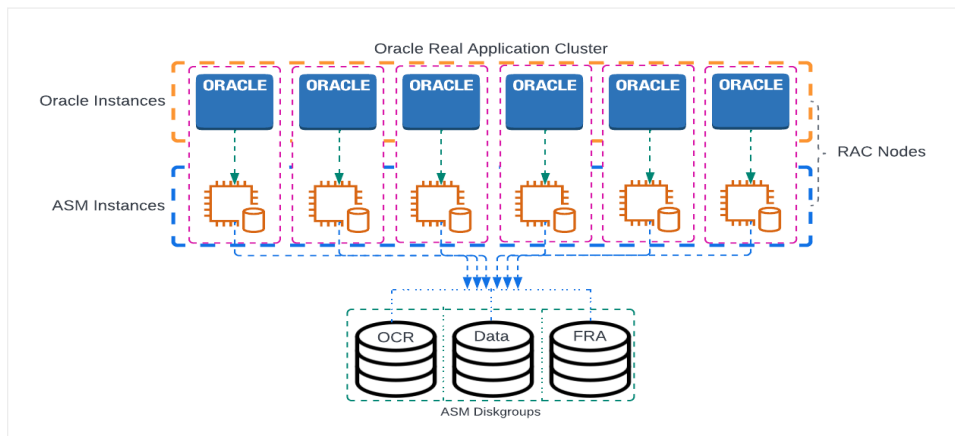 Oracle Real Application Cluster
Oracle Instances
ORACLE
ORACLE
ORACLE
ORACLE
ORACLE
ORACLE
RAC Nodes
ASM Instances
OCR
Data
FRA
ASM Diskgroups